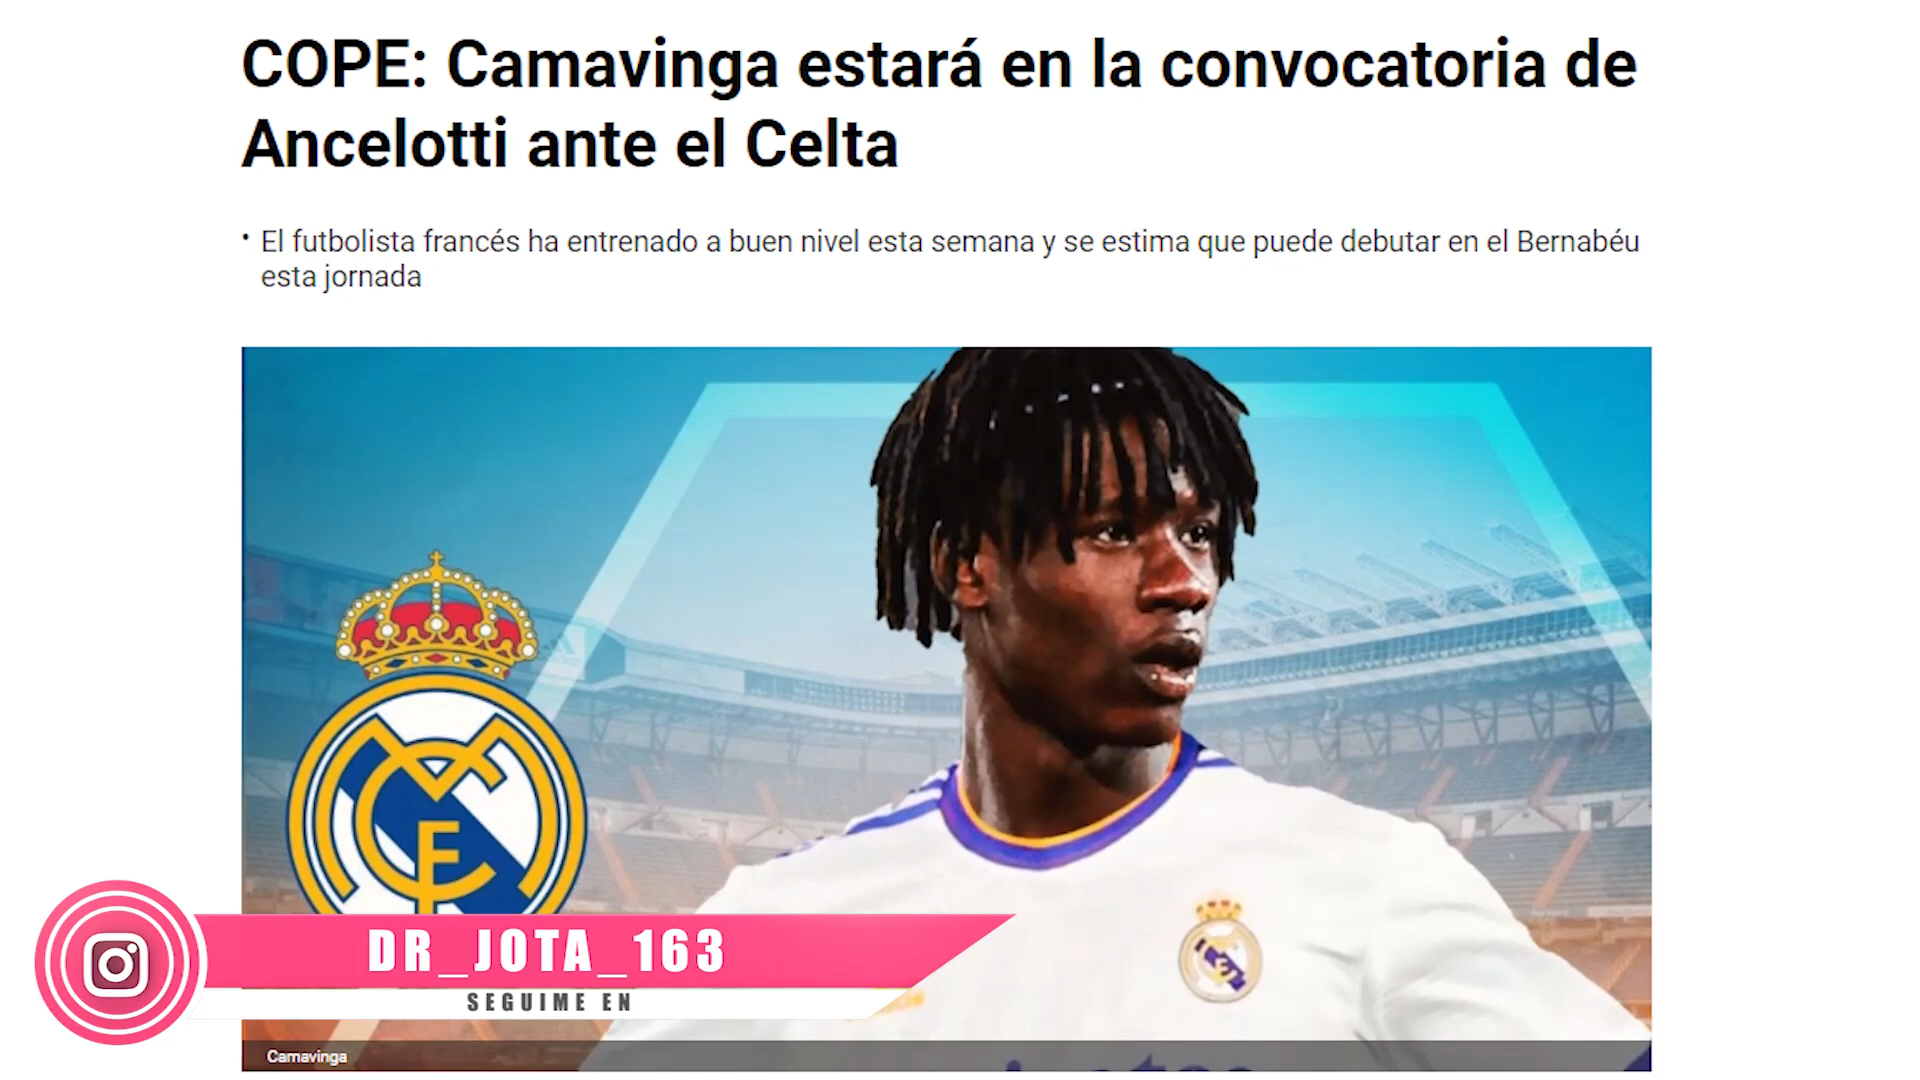 COPE: Camavinga estará en la convocatoria de
Ancelotti ante el Celta
• El futbolista francés ha entrenado a buen nivel esta semana y se estima que puede debutar en el Bernabéu
esta jornada
DR_JOTA_163
SEGUIME EN
Camavinga